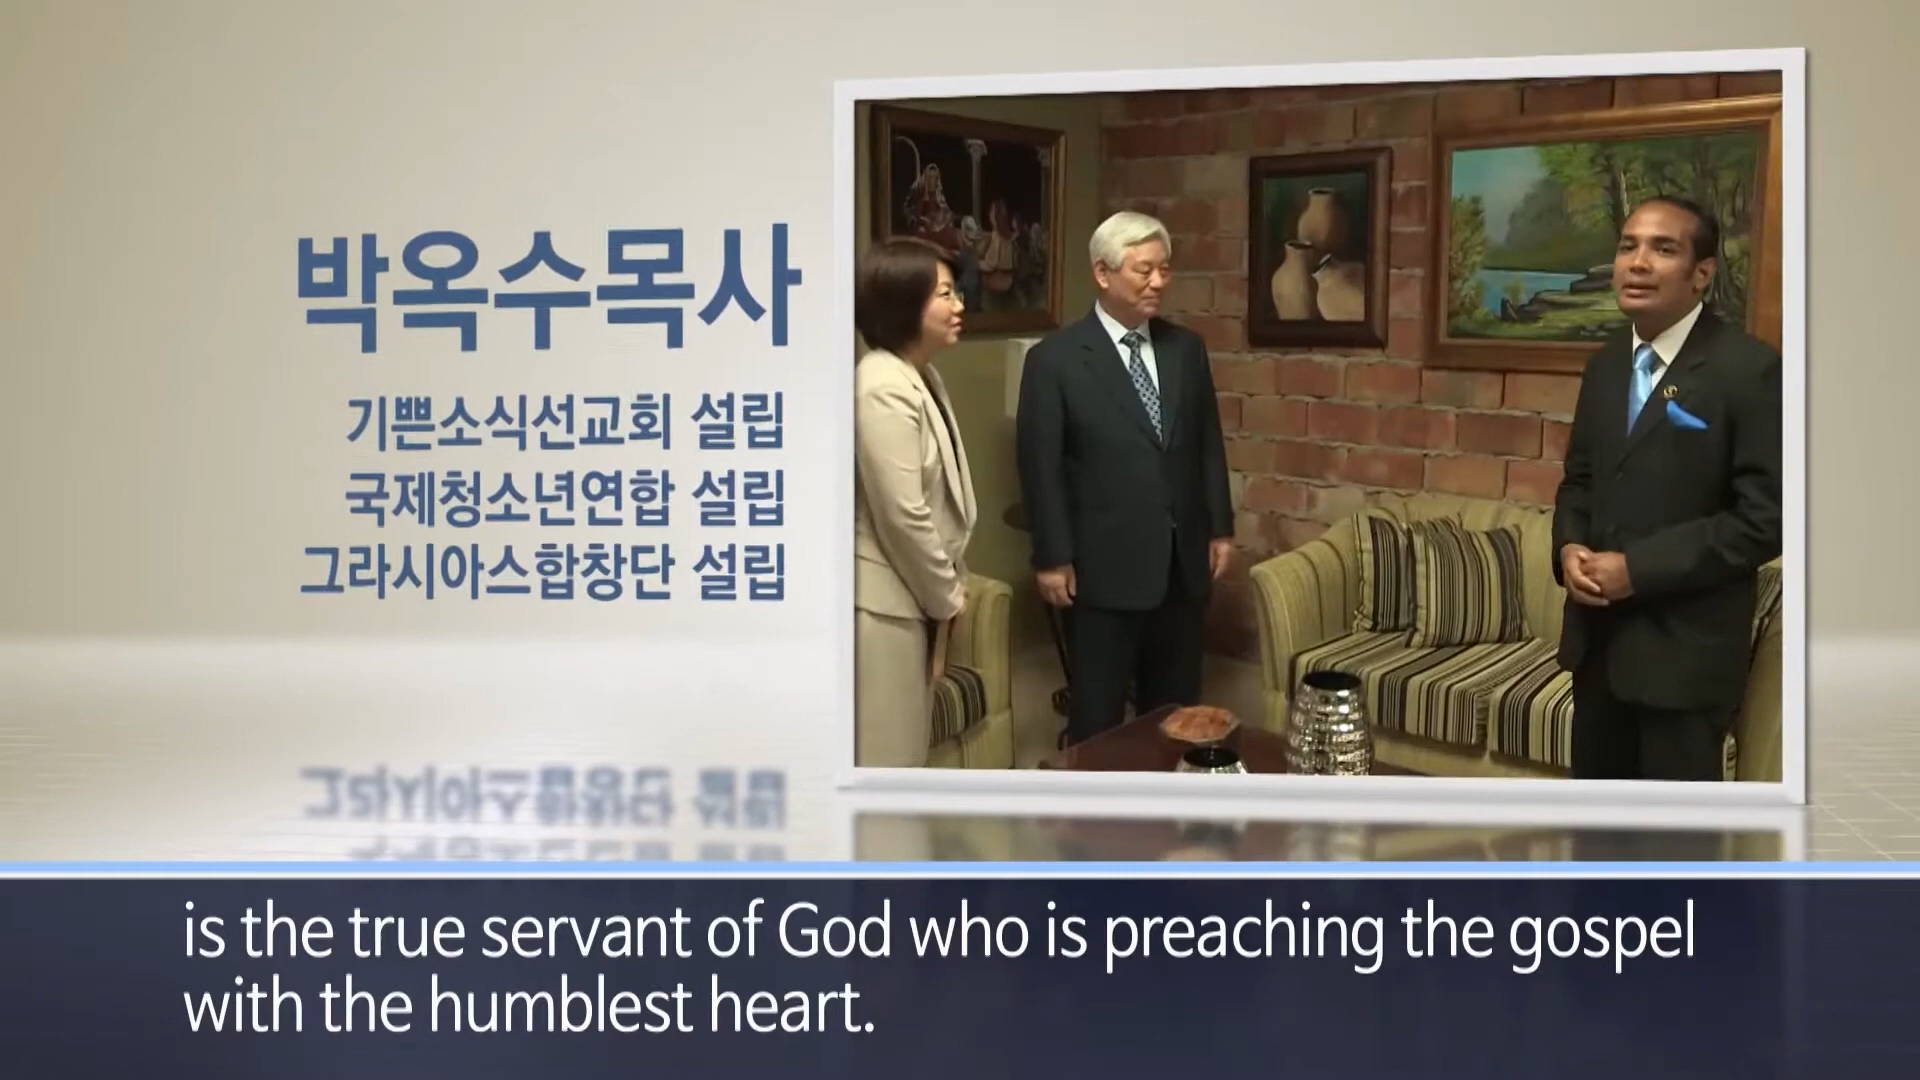 박옥수목사
기쁜소식선교회 설립
국제청소년연합 설립
그라시아스합창단 설립
is the true servant of God who is preaching the gospel
with the humblest heart.